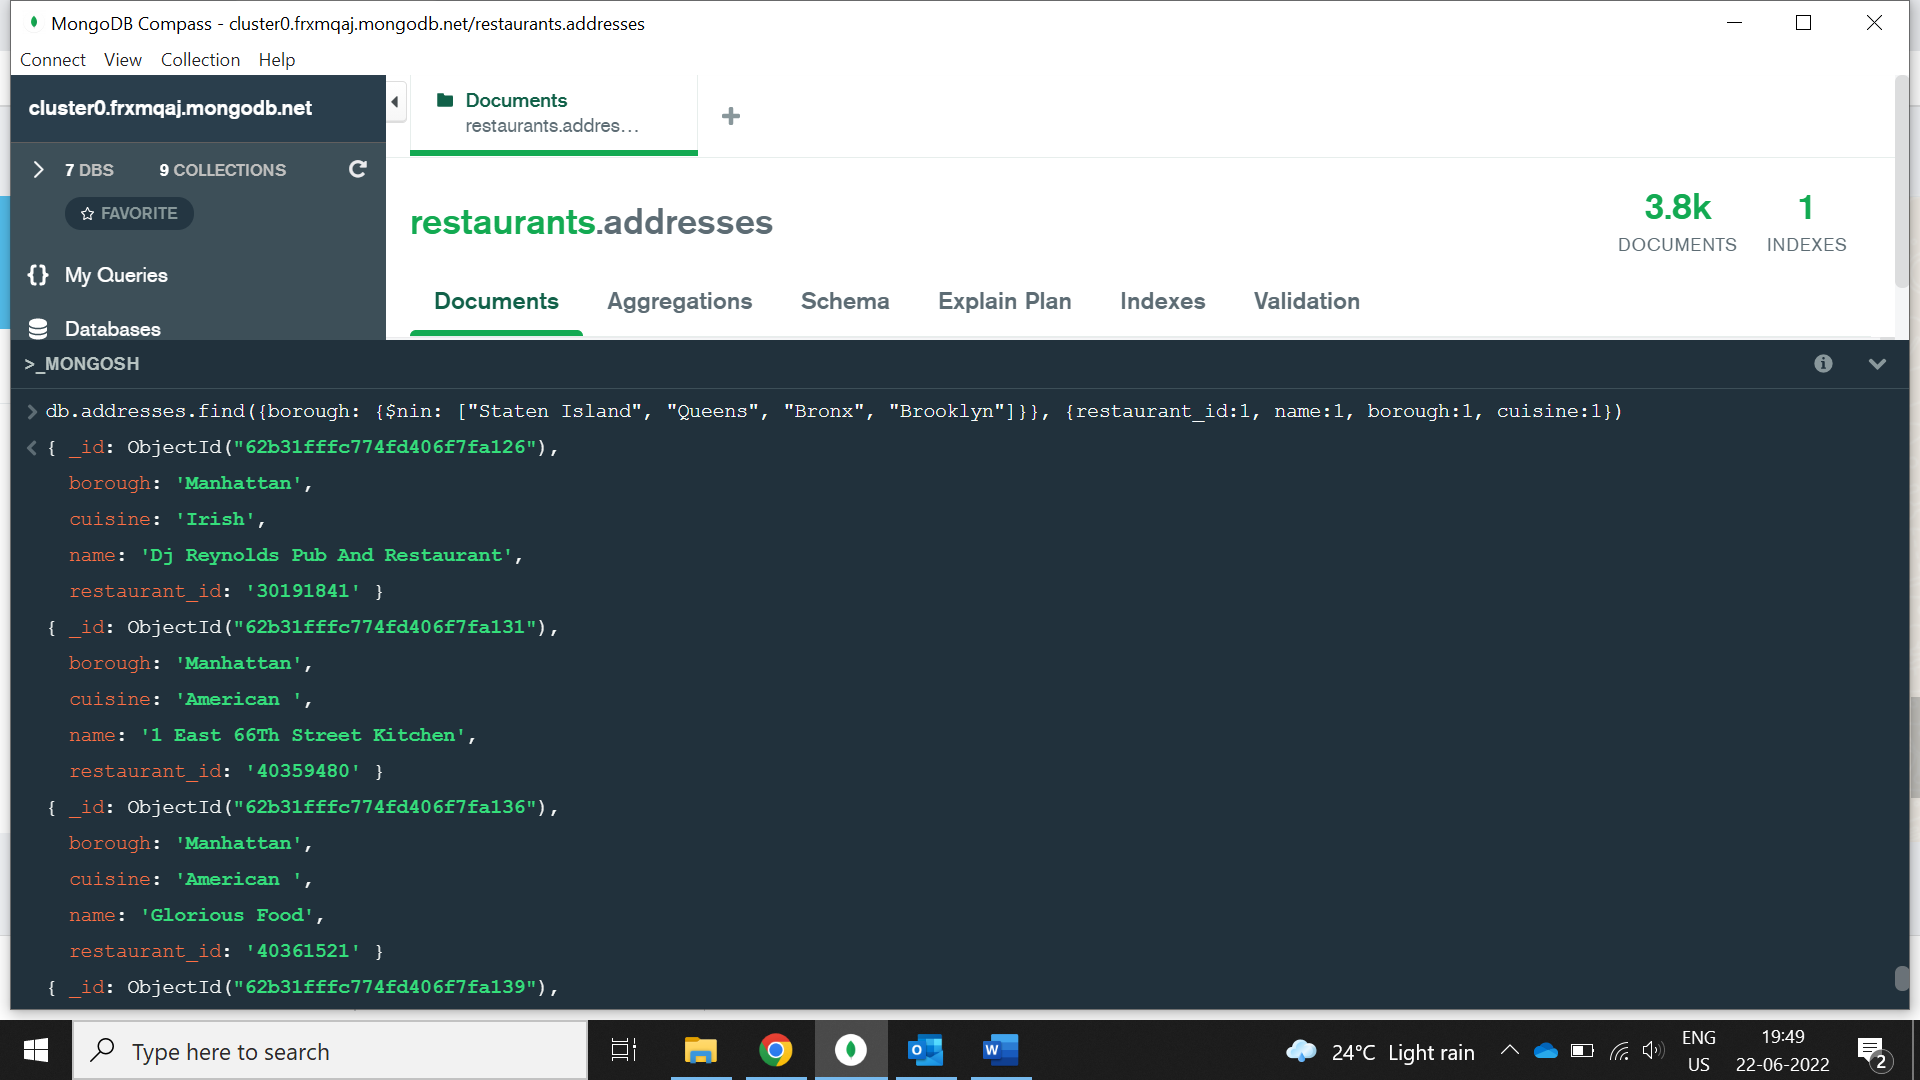 MongoDB Compass - cluster0.frxmqaj.mongodb.net/restaurants.addresses
Connect View Collection Help
cluster0.frxmqaj.mongodb.net
Documents
restaurants.addres...
7 DBS 9 COLLECTIONS
FAVORITE
restaurants.addresses
3.8k
DOCUMENTS
1
INDEXES
{} My Queries
Databases
Documents Aggregations Schema Explain Plan Indexes Validation
>_MONGOSH
> db.addresses.find({borough: {$nin: ["Staten Island", "Queens", "Bronx", "Brooklyn"]}}, {restaurant_id:1, name:1, borough:1, cuisine:1})
< { _id: ObjectId("62b31fffc774fd406f7fa126"),
borough: 'Manhattan',
cuisine: 'Irish',
name: 'Dj Reynolds Pub And Restaurant',
restaurant_id: '30191841' }
{ _id: ObjectId("62b31fffc774fd406f7fa131"),
borough: 'Manhattan',
cuisine: 'American ',
name: '1 East 66Th Street Kitchen',
restaurant_id: '40359480' }
{ _id: ObjectId("62b31fffc774fd406f7fa136"),
borough: 'Manhattan',
cuisine: 'American ',
name: 'Glorious Food',
restaurant_id: '40361521' }
{ _id: ObjectId("62b31fffc774fd406f7fa139"),
Type here to search
24°C Light rain
ENG
US
19:49
22-06-2022
2